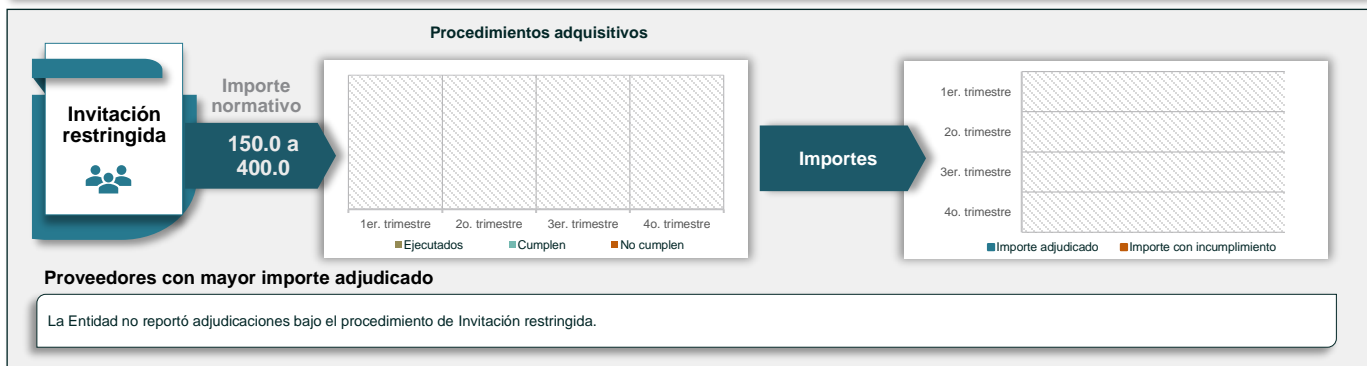 Procedimientos adquisitivos
Invitación
restringida
Importe
normativo
150.0 a
400.0
1er. trimestre 2o. trimestre 3er. trimestre 4o. trimestre
Ejecutados Cumplen No cumplen
Importes
1er. trimestre
2o. trimestre
3er. trimestre
4o. trimestre
Importe adjudicado Importe con incumplimiento
Proveedores con mayor importe adjudicado
La Entidad no reportó adjudicaciones bajo el procedimiento de Invitación restringida.